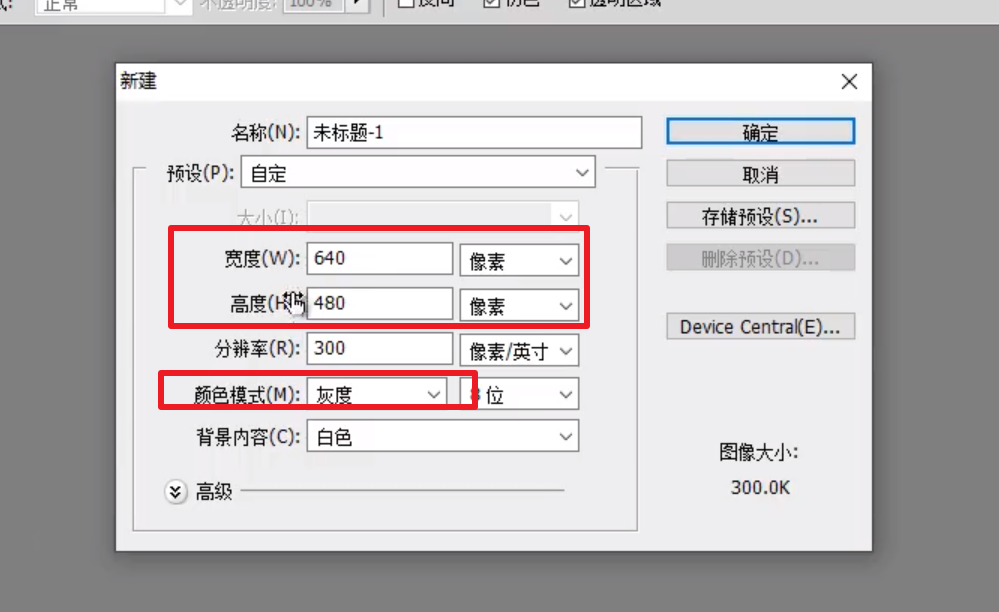 正常
不透明度: 100%
反向
仿色
透明区域
新建
名称(N): 未标题-1
确定
预设(P): 自定
取消
大小(I):
存储预设(S)...
宽度(W): 640 像素
删除预设(D)...
高度(H 480 像素
Device Central(E)...
分辨率(R): 300 像素/英寸
颜色模式(M): 灰度 位
背景内容(C): 白色
图像大小:
300.0K
高级